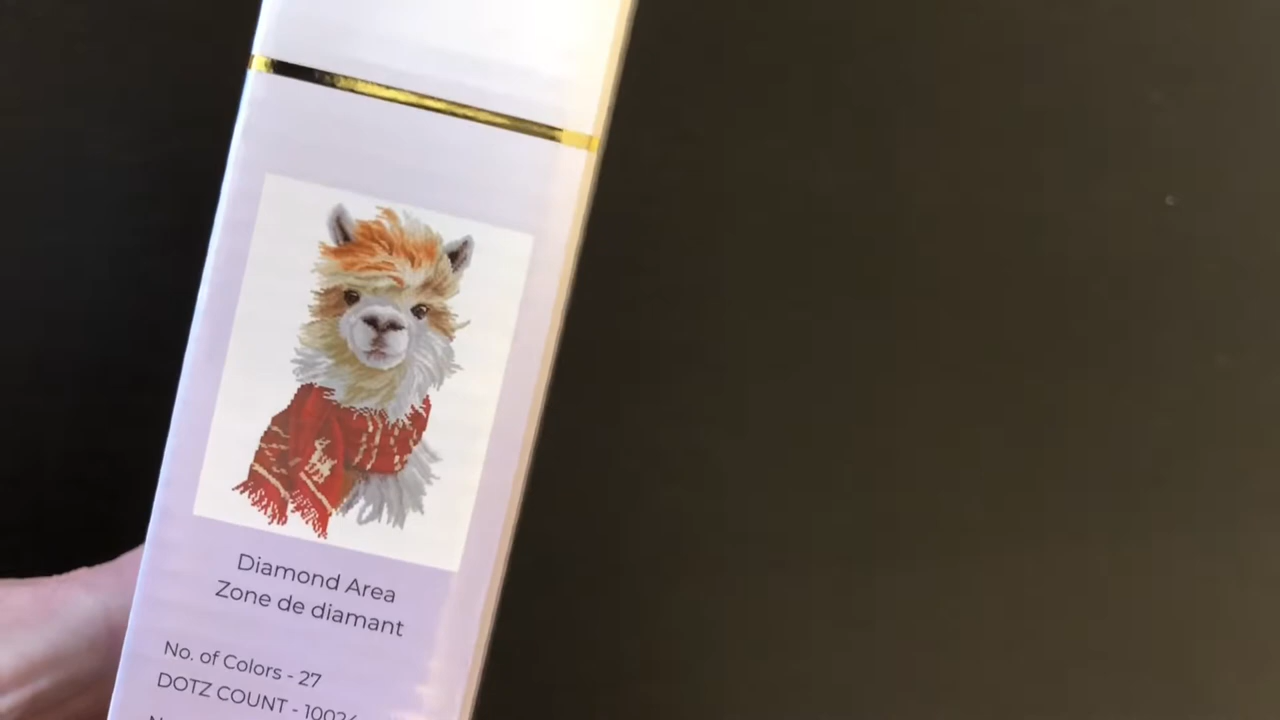 Diamond Area
Zone de diamant
No. of Colors - 27
DOTZ COUNT -